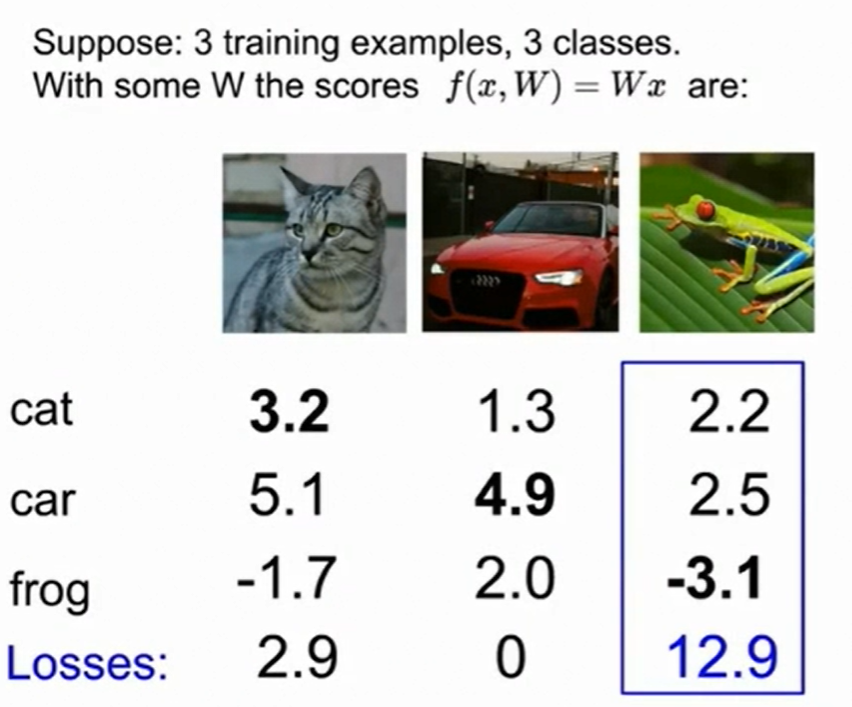 Suppose: 3 training examples, 3 classes.
With some W the scores f(x, W) = Wx are:
cat 3.2 1.3 2.2
car 5.1 4.9 2.5
frog -1.7 2.0 -3.1
Losses: 2.9 0 12.9